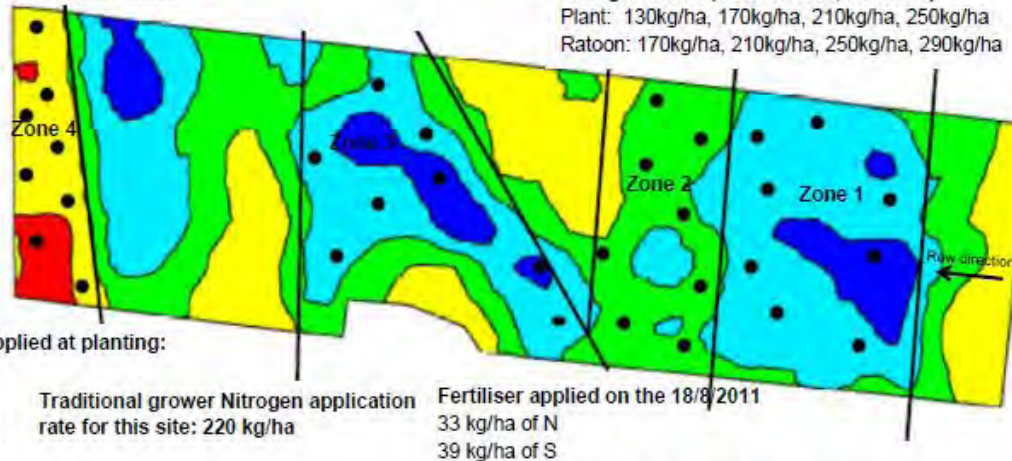 Plant: 130kg/ha, 170kg/ha, 210kg/ha, 250kg/ha
Ratoon: 170kg/ha, 210kg/ha, 250kg/ha, 290kg/ha
Zone 4
Zone 3
Zone 2
Zone 1
Row direction
pplied at planting:
Traditional grower Nitrogen application
rate for this site: 220 kg/ha
Fertiliser applied on the 18/8/2011
33 kg/ha of N
39 kg/ha of S